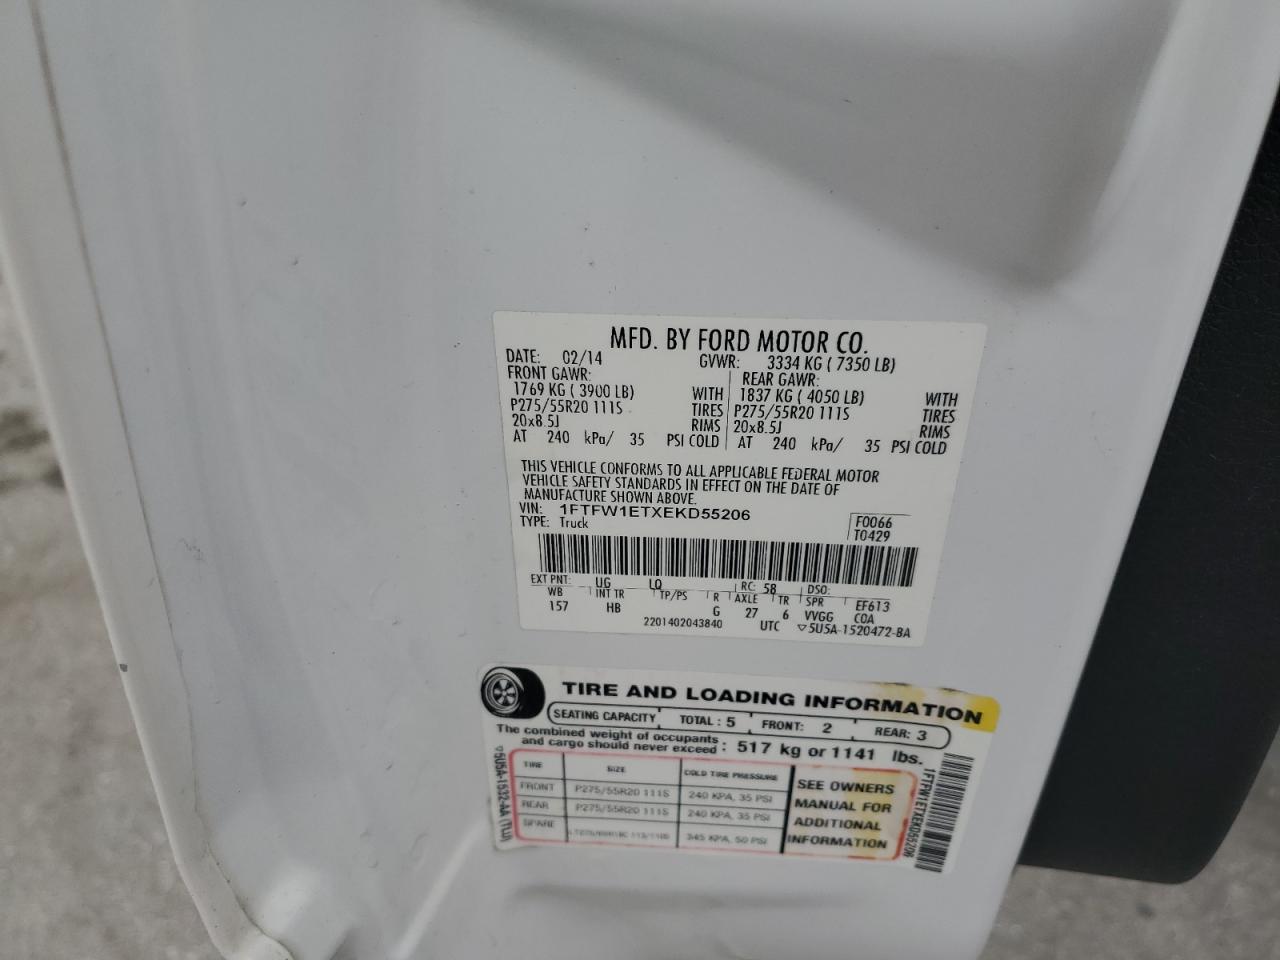 MFD. BY FORD MOTOR CO.
DATE: 02/14 GVWR: 3334 KG ( 7350 LB)
FRONT GAWR: REAR GAWR:
1769 KG ( 3900 LB) WITH 1837 KG ( 4050 LB) WITH
P275/55R20 111S TIRES P275/55R20 111S TIRES
20x8.5J RIMS 20x8.5J RIMS
AT 240 kPa/ 35 PSI COLD AT 240 kPa/ 35 PSI COLD
THIS VEHICLE CONFORMS TO ALL APPLICABLE FEDERAL MOTOR
VEHICLE SAFETY STANDARDS IN EFFECT ON THE DATE OF
MANUFACTURE SHOWN ABOVE.
VIN: 1FTFW1ETXEKD55206 F0066
TYPE: Truck T0429
EXT PNT: UG LQ RC: 58 DSO:
WB INT TR TP/PS R AXLE TR SPR EF613
157 HB G 27 6 VVGG COA
2201402043840 UTC ▽5U5A-1520472-BA
TIRE AND LOADING INFORMATION
SEATING CAPACITY TOTAL : 5 FRONT: 2 REAR: 3
The combined weight of occupants
and cargo should never exceed : 517 kg or 1141 lbs.
TIRE SIZE COLD TIRE PRESSURE
FRONT P275/55R20 111S 240 KPA, 35 PSI
REAR P275/55R20 111S 240 KPA, 35 PSI
SPARE 345 KPA, 50 PSI
SEE OWNERS
MANUAL FOR
ADDITIONAL
INFORMATION
▽5U5A-1532-AA (TLU)
1FTFW1ETXEKD55206